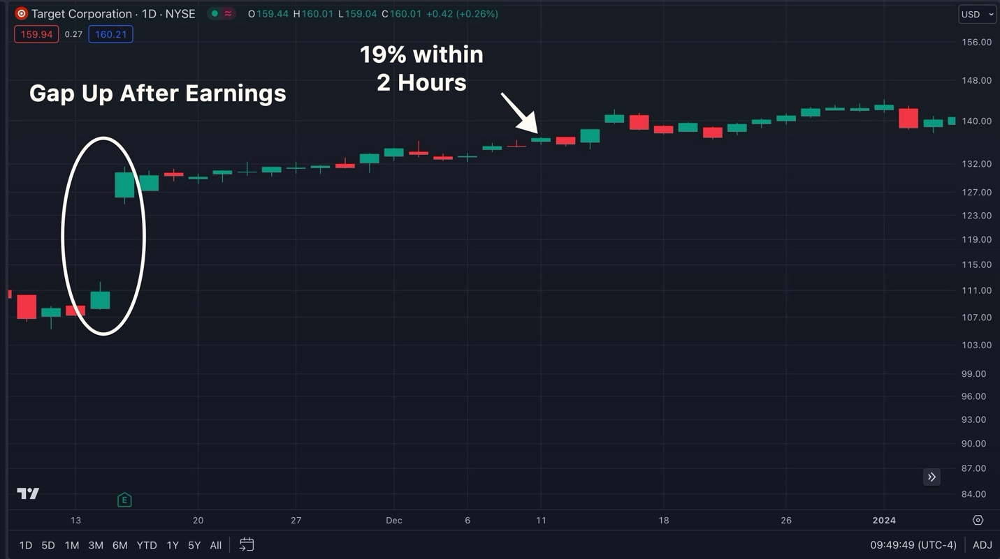 Target Corporation · 1D · NYSE ≈ O159.44 H160.01 L159.04 C160.01 +0.42 (+0.26%) USD
159.94 0.27 160.21
156.00
19% within
2 Hours
148.00
Gap Up After Earnings
140.00
132.00
127.00
123.00
119.00
115.00
111.00
107.00
103.00
99.00
96.00
93.00
90.00
87.00
84.00
E
13 20 27 Dec 6 11 18 26 2024
1D 5D 1M 3M 6M YTD 1Y 5Y All 09:49:49 (UTC-4) ADJ